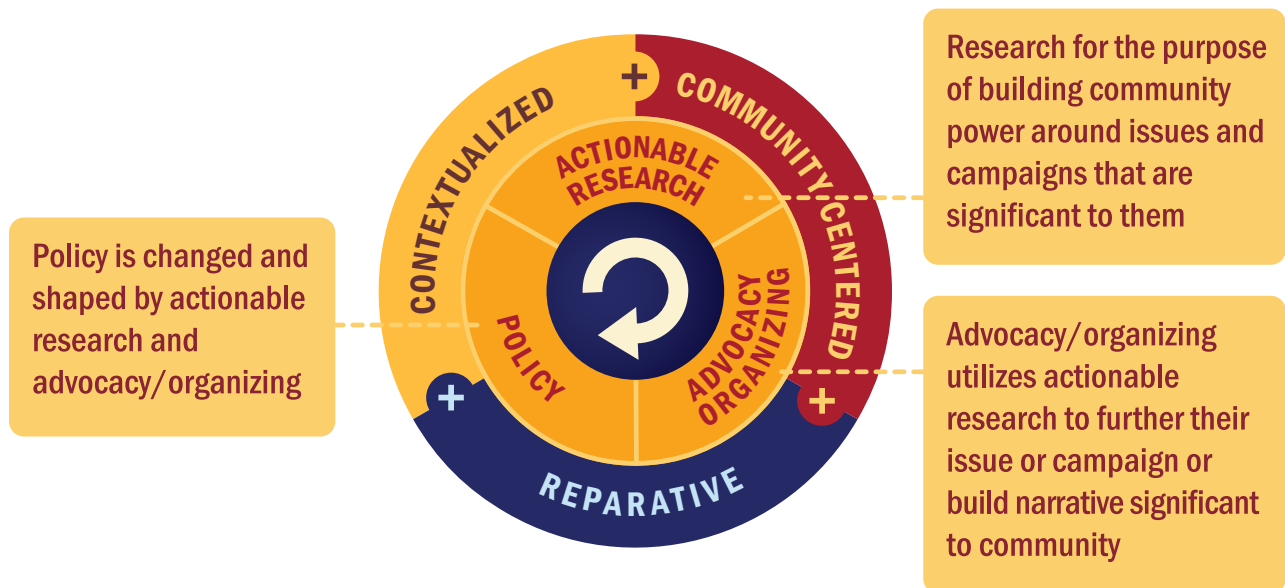 CONTEXTUALIZED
+
COMMUNITY CENTERED
+
REPARATIVE
+
ACTIONABLE
RESEARCH
ADVOCACY
ORGANIZING
POLICY
Research for the purpose
of building community
power around issues and
campaigns that are
significant to them
Advocacy/organizing
utilizes actionable
research to further their
issue or campaign or
build narrative significant
to community
Policy is changed and
shaped by actionable
research and
advocacy/organizing